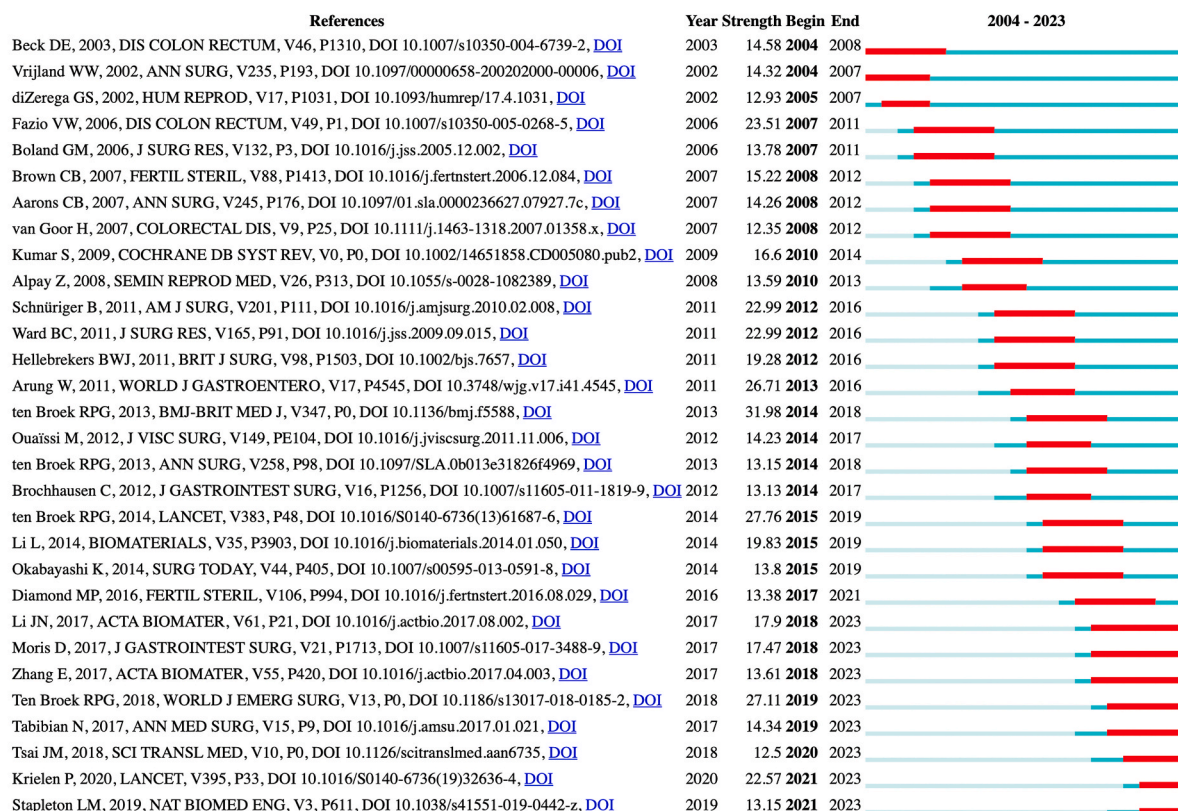 References Year Strength Begin End 2004 - 2023
Beck DE, 2003, DIS COLON RECTUM, V46, P1310, DOI 10.1007/s10350-004-6739-2, DOI 2003 14.58 2004 2008
Vrijland WW, 2002, ANN SURG, V235, P193, DOI 10.1097/00000658-200202000-00006, DOI 2002 14.32 2004 2007
diZerega GS, 2002, HUM REPROD, V17, P1031, DOI 10.1093/humrep/17.4.1031, DOI 2002 12.93 2005 2007
Fazio VW, 2006, DIS COLON RECTUM, V49, P1, DOI 10.1007/s10350-005-0268-5, DOI 2006 23.51 2007 2011
Boland GM, 2006, J SURG RES, V132, P3, DOI 10.1016/j.jss.2005.12.002, DOI 2006 13.78 2007 2011
Brown CB, 2007, FERTIL STERIL, V88, P1413, DOI 10.1016/j.fertnstert.2006.12.084, DOI 2007 15.22 2008 2012
Aarons CB, 2007, ANN SURG, V245, P176, DOI 10.1097/01.sla.0000236627.07927.7c, DOI 2007 14.26 2008 2012
van Goor H, 2007, COLORECTAL DIS, V9, P25, DOI 10.1111/j.1463-1318.2007.01358.x, DOI 2007 12.35 2008 2012
Kumar S, 2009, COCHRANE DB SYST REV, V0, P0, DOI 10.1002/14651858.CD005080.pub2, DOI 2009 16.6 2010 2014
Alpay Z, 2008, SEMIN REPROD MED, V26, P313, DOI 10.1055/s-0028-1082389, DOI 2008 13.59 2010 2013
Schnüriger B, 2011, AM J SURG, V201, P111, DOI 10.1016/j.amjsurg.2010.02.008, DOI 2011 22.99 2012 2016
Ward BC, 2011, J SURG RES, V165, P91, DOI 10.1016/j.jss.2009.09.015, DOI 2011 22.99 2012 2016
Hellebrekers BWJ, 2011, BRIT J SURG, V98, P1503, DOI 10.1002/bjs.7657, DOI 2011 19.28 2012 2016
Arung W, 2011, WORLD J GASTROENTERO, V17, P4545, DOI 10.3748/wjg.v17.i41.4545, DOI 2011 26.71 2013 2016
ten Broek RPG, 2013, BMJ-BRIT MED J, V347, P0, DOI 10.1136/bmj.f5588, DOI 2013 31.98 2014 2018
Ouaïssi M, 2012, J VISC SURG, V149, PE104, DOI 10.1016/j.jviscsurg.2011.11.006, DOI 2012 14.23 2014 2017
ten Broek RPG, 2013, ANN SURG, V258, P98, DOI 10.1097/SLA.0b013e31826f4969, DOI 2013 13.15 2014 2018
Brochhausen C, 2012, J GASTROINTEST SURG, V16, P1256, DOI 10.1007/s11605-011-1819-9, DOI 2012 13.13 2014 2017
ten Broek RPG, 2014, LANCET, V383, P48, DOI 10.1016/S0140-6736(13)61687-6, DOI 2014 27.76 2015 2019
Li L, 2014, BIOMATERIALS, V35, P3903, DOI 10.1016/j.biomaterials.2014.01.050, DOI 2014 19.83 2015 2019
Okabayashi K, 2014, SURG TODAY, V44, P405, DOI 10.1007/s00595-013-0591-8, DOI 2014 13.8 2015 2019
Diamond MP, 2016, FERTIL STERIL, V106, P994, DOI 10.1016/j.fertnstert.2016.08.029, DOI 2016 13.38 2017 2021
Li JN, 2017, ACTA BIOMATER, V61, P21, DOI 10.1016/j.actbio.2017.08.002, DOI 2017 17.9 2018 2023
Moris D, 2017, J GASTROINTEST SURG, V21, P1713, DOI 10.1007/s11605-017-3488-9, DOI 2017 17.47 2018 2023
Zhang E, 2017, ACTA BIOMATER, V55, P420, DOI 10.1016/j.actbio.2017.04.003, DOI 2017 13.61 2018 2023
Ten Broek RPG, 2018, WORLD J EMERG SURG, V13, P0, DOI 10.1186/s13017-018-0185-2, DOI 2018 27.11 2019 2023
Tabibian N, 2017, ANN MED SURG, V15, P9, DOI 10.1016/j.amsu.2017.01.021, DOI 2017 14.34 2019 2023
Tsai JM, 2018, SCI TRANSL MED, V10, P0, DOI 10.1126/scitranslmed.aan6735, DOI 2018 12.5 2020 2023
Krielen P, 2020, LANCET, V395, P33, DOI 10.1016/S0140-6736(19)32636-4, DOI 2020 22.57 2021 2023
Stapleton LM, 2019, NAT BIOMED ENG, V3, P611, DOI 10.1038/s41551-019-0442-z, DOI 2019 13.15 2021 2023